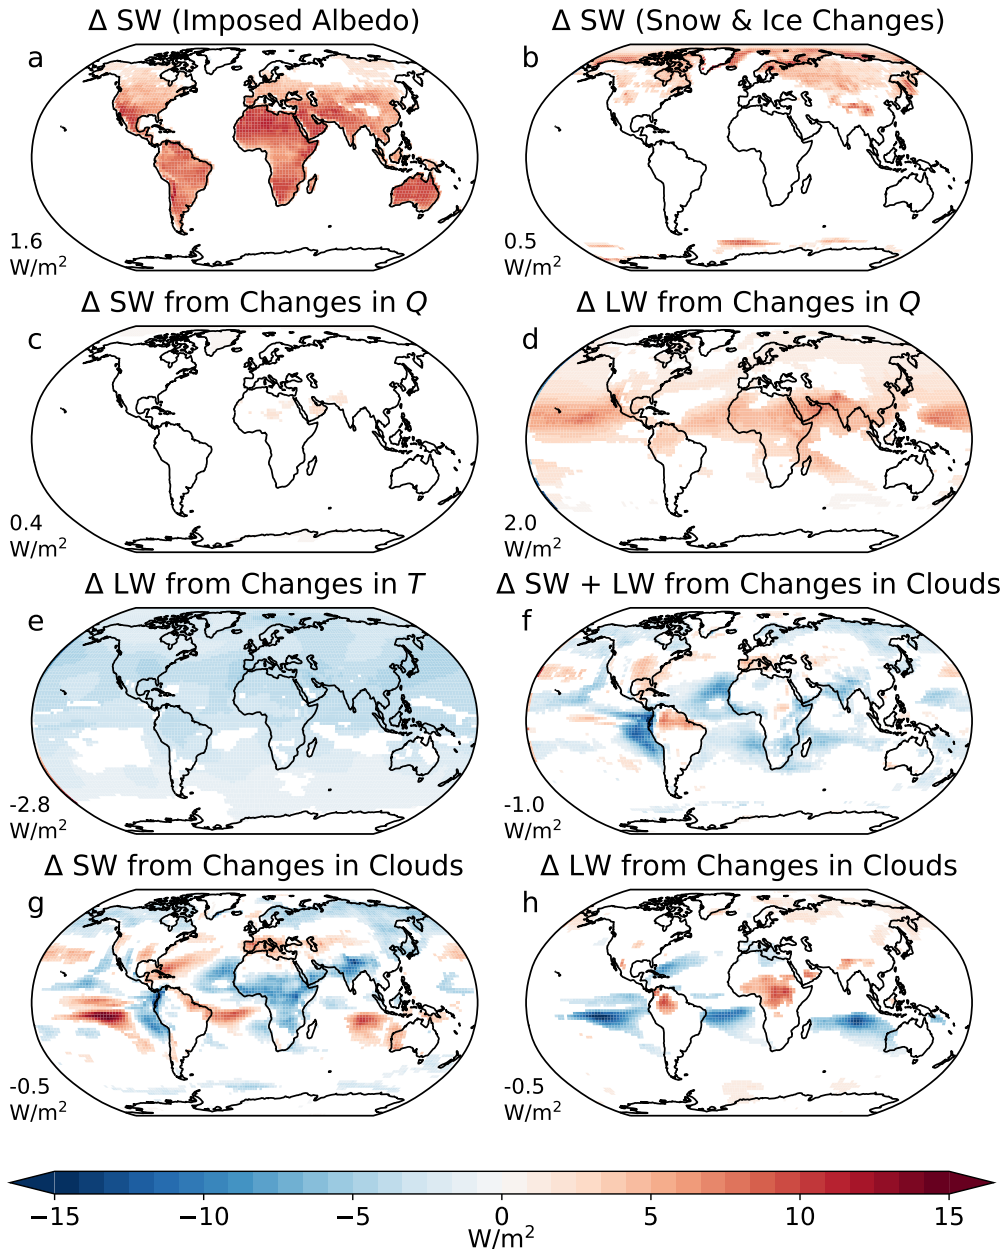 Δ SW (Imposed Albedo)
Δ SW (Snow & Ice Changes)
a
b
1.6
W/m²
0.5
W/m²
Δ SW from Changes in Q
Δ LW from Changes in Q
c
d
0.4
W/m²
2.0
W/m²
Δ LW from Changes in T
Δ SW + LW from Changes in Clouds
e
f
-2.8
W/m²
-1.0
W/m²
Δ SW from Changes in Clouds
Δ LW from Changes in Clouds
g
h
-0.5
W/m²
-0.5
W/m²
−15 −10 −5 0 5 10 15
W/m²